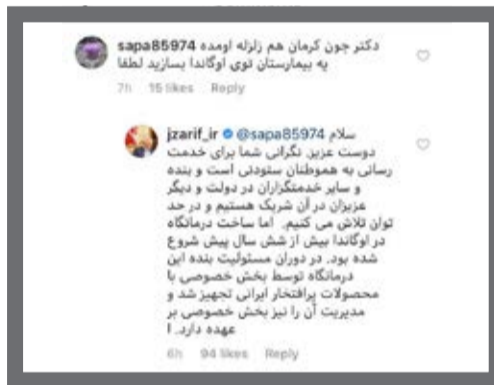 sapa85974 دکتر جون کرمان هم زلزله اومده
یه بیمارستان توی اوگاندا بسازید لطفا
7h 15 likes Reply
jzarif_ir @sapa85974 سلام
دوست عزیز. نگرانی شما برای خدمت
رسانی به هموطنان ستودنی است و بنده
و سایر خدمتگزاران در دولت و دیگر
عزیزان در آن شریک هستیم و در حد
توان تلاش می کنیم. اما ساخت درمانگاه
در اوگاندا بیش از شش سال پیش شروع
شده بود. در دوران مسئولیت بنده این
درمانگاه توسط بخش خصوصی با
محصولات پرافتخار ایرانی تجهیز شد و
مدیریت آن را نیز بخش خصوصی بر
عهده دارد. ا
6h 94 likes Reply